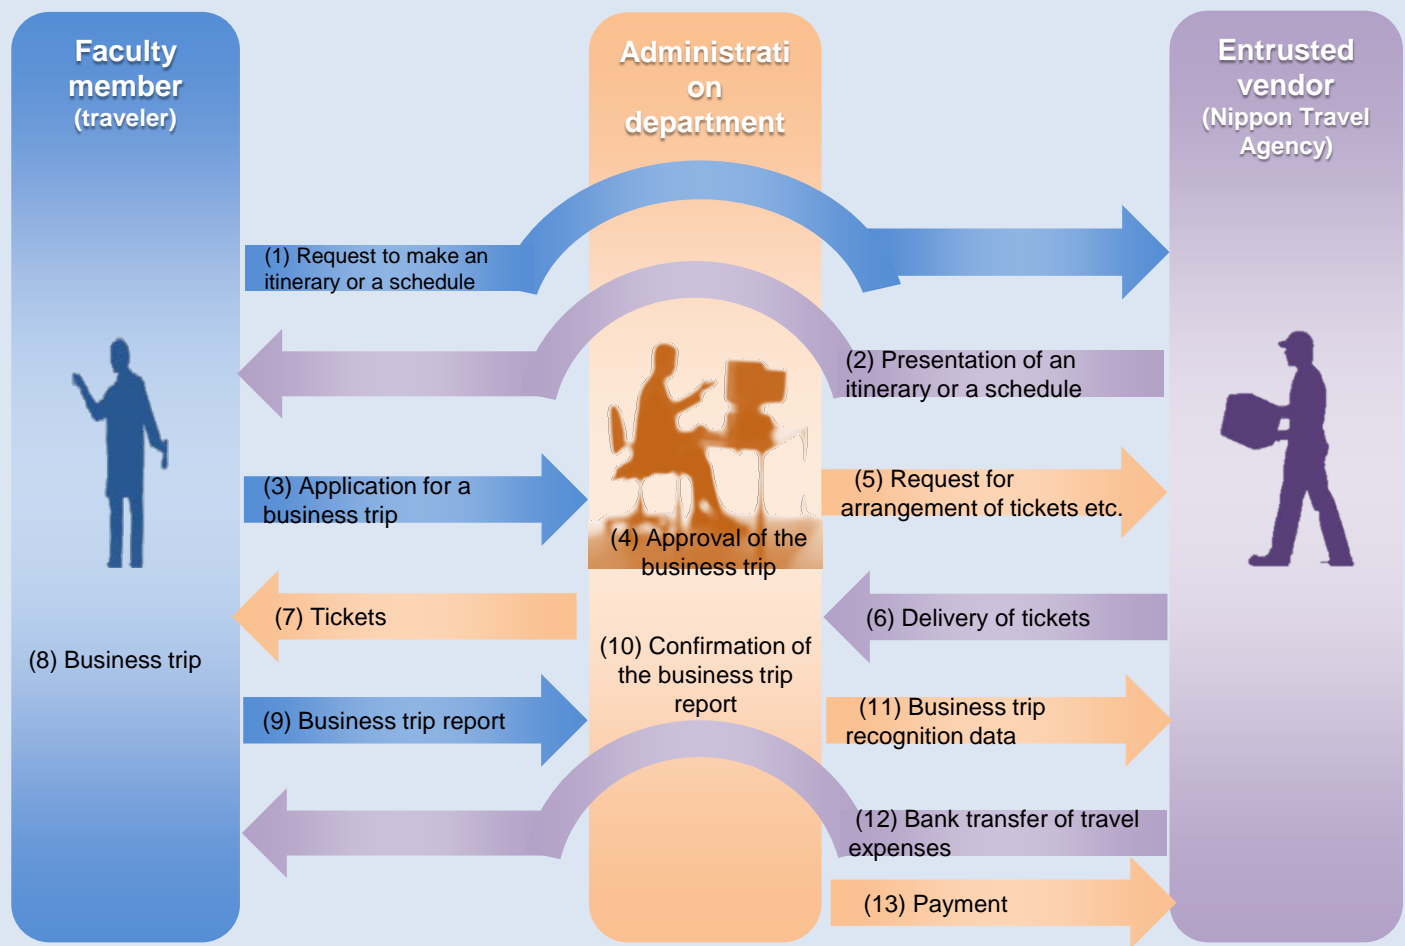 Faculty
member
(traveler)
Administrati
on
department
Entrusted
vendor
(Nippon Travel
Agency)
(1) Request to make an
itinerary or a schedule
(2) Presentation of an
itinerary or a schedule
(3) Application for a
business trip
(4) Approval of the
business trip
(5) Request for
arrangement of tickets etc.
(6) Delivery of tickets
(7) Tickets
(8) Business trip
(9) Business trip report
(10) Confirmation of
the business trip
report
(11) Business trip
recognition data
(12) Bank transfer of travel
expenses
(13) Payment